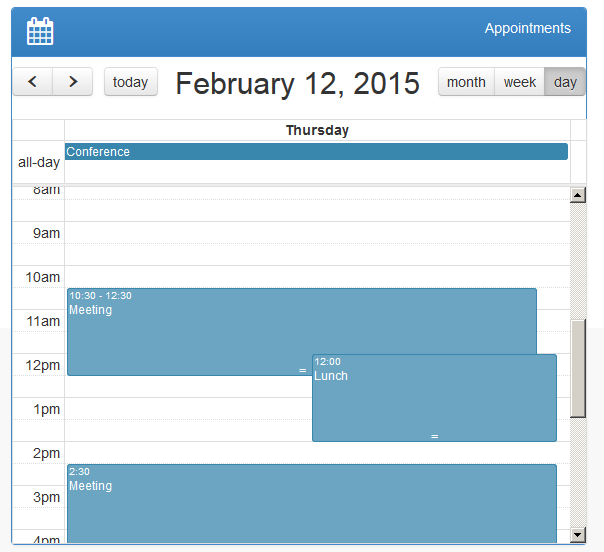 Appointments
today
February 12, 2015
month week day
Thursday
all-day
Conference
8am
9am
10am
10:30 - 12:30
Meeting
11am
12:00
12pm
Lunch
1pm
2pm
2:30
Meeting
3pm
4pm